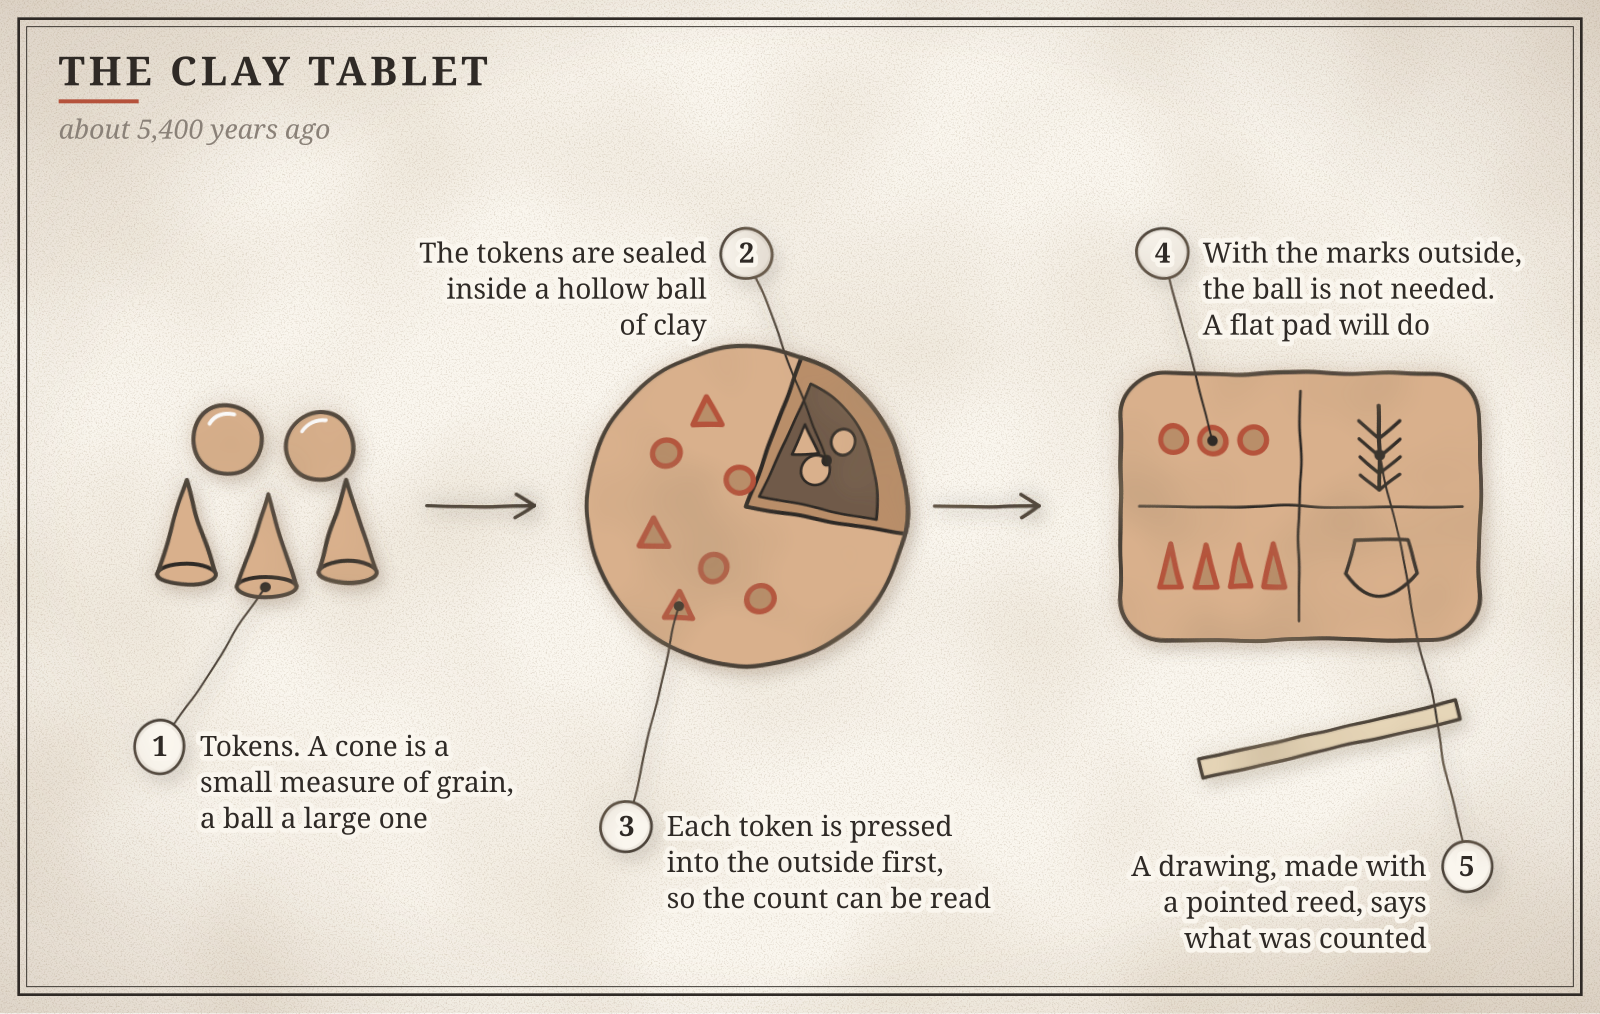 THE CLAY TABLET
about 5,400 years ago
1
Tokens. A cone is a
small measure of grain,
a ball a large one
2
The tokens are sealed
inside a hollow ball
of clay
3
Each token is pressed
into the outside first,
so the count can be read
4
With the marks outside,
the ball is not needed.
A flat pad will do
5
A drawing, made with
a pointed reed, says
what was counted